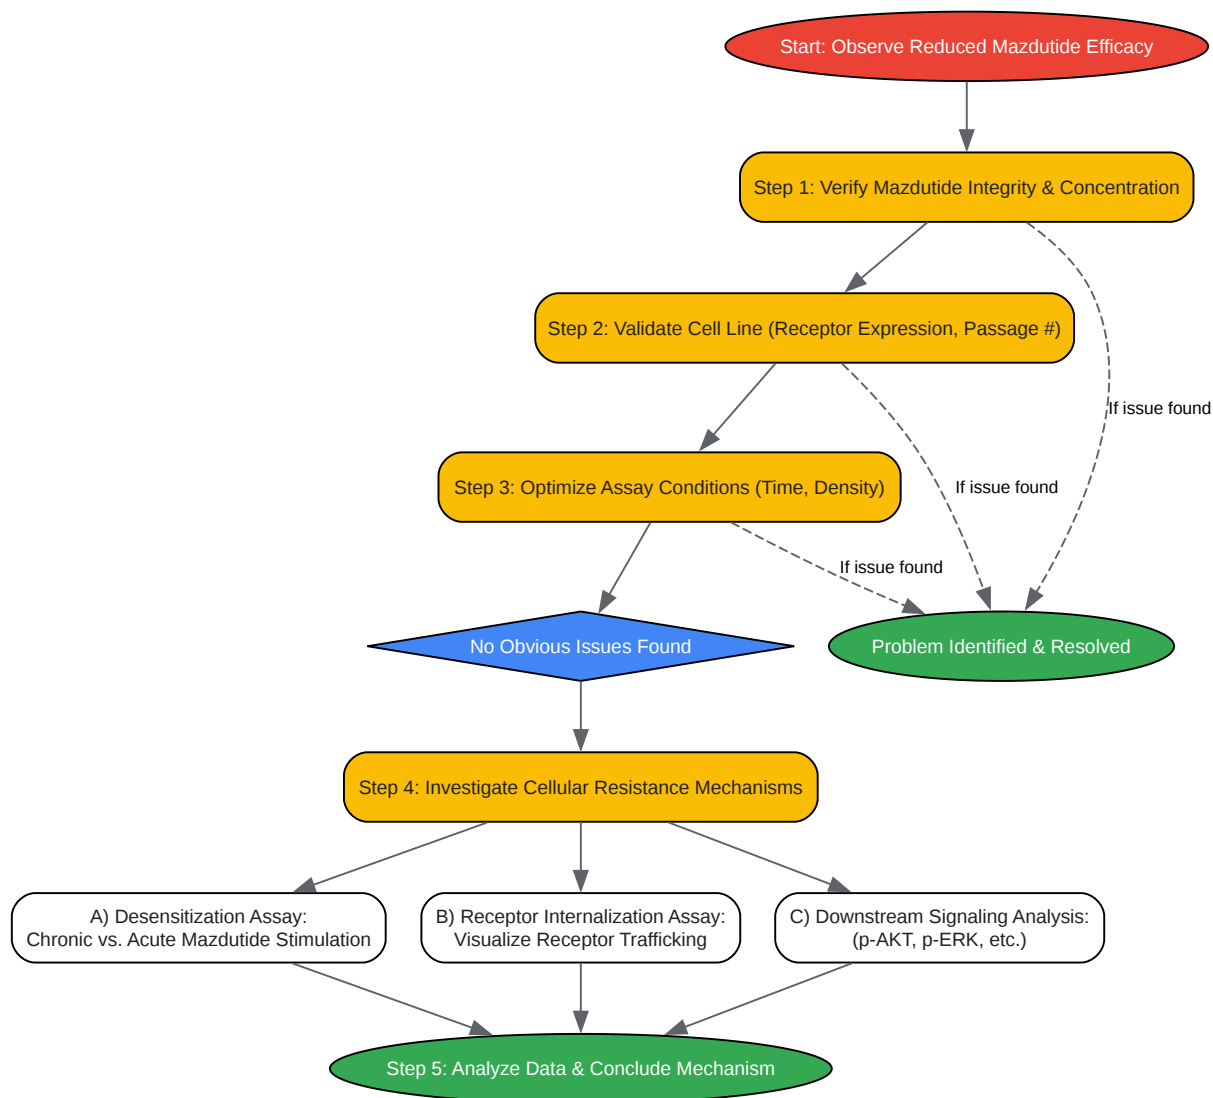 Start: Observe Reduced Mazdutide Efficacy
Step 1: Verify Mazdutide Integrity & Concentration
Step 2: Validate Cell Line (Receptor Expression, Passage #)
If issue found
Step 3: Optimize Assay Conditions (Time, Density)
If issue found
If issue found
No Obvious Issues Found
Problem Identified & Resolved
Step 4: Investigate Cellular Resistance Mechanisms
A) Desensitization Assay:
Chronic vs. Acute Mazdutide Stimulation
B) Receptor Internalization Assay:
Visualize Receptor Trafficking
C) Downstream Signaling Analysis:
(p-AKT, p-ERK, etc.)
Step 5: Analyze Data & Conclude Mechanism